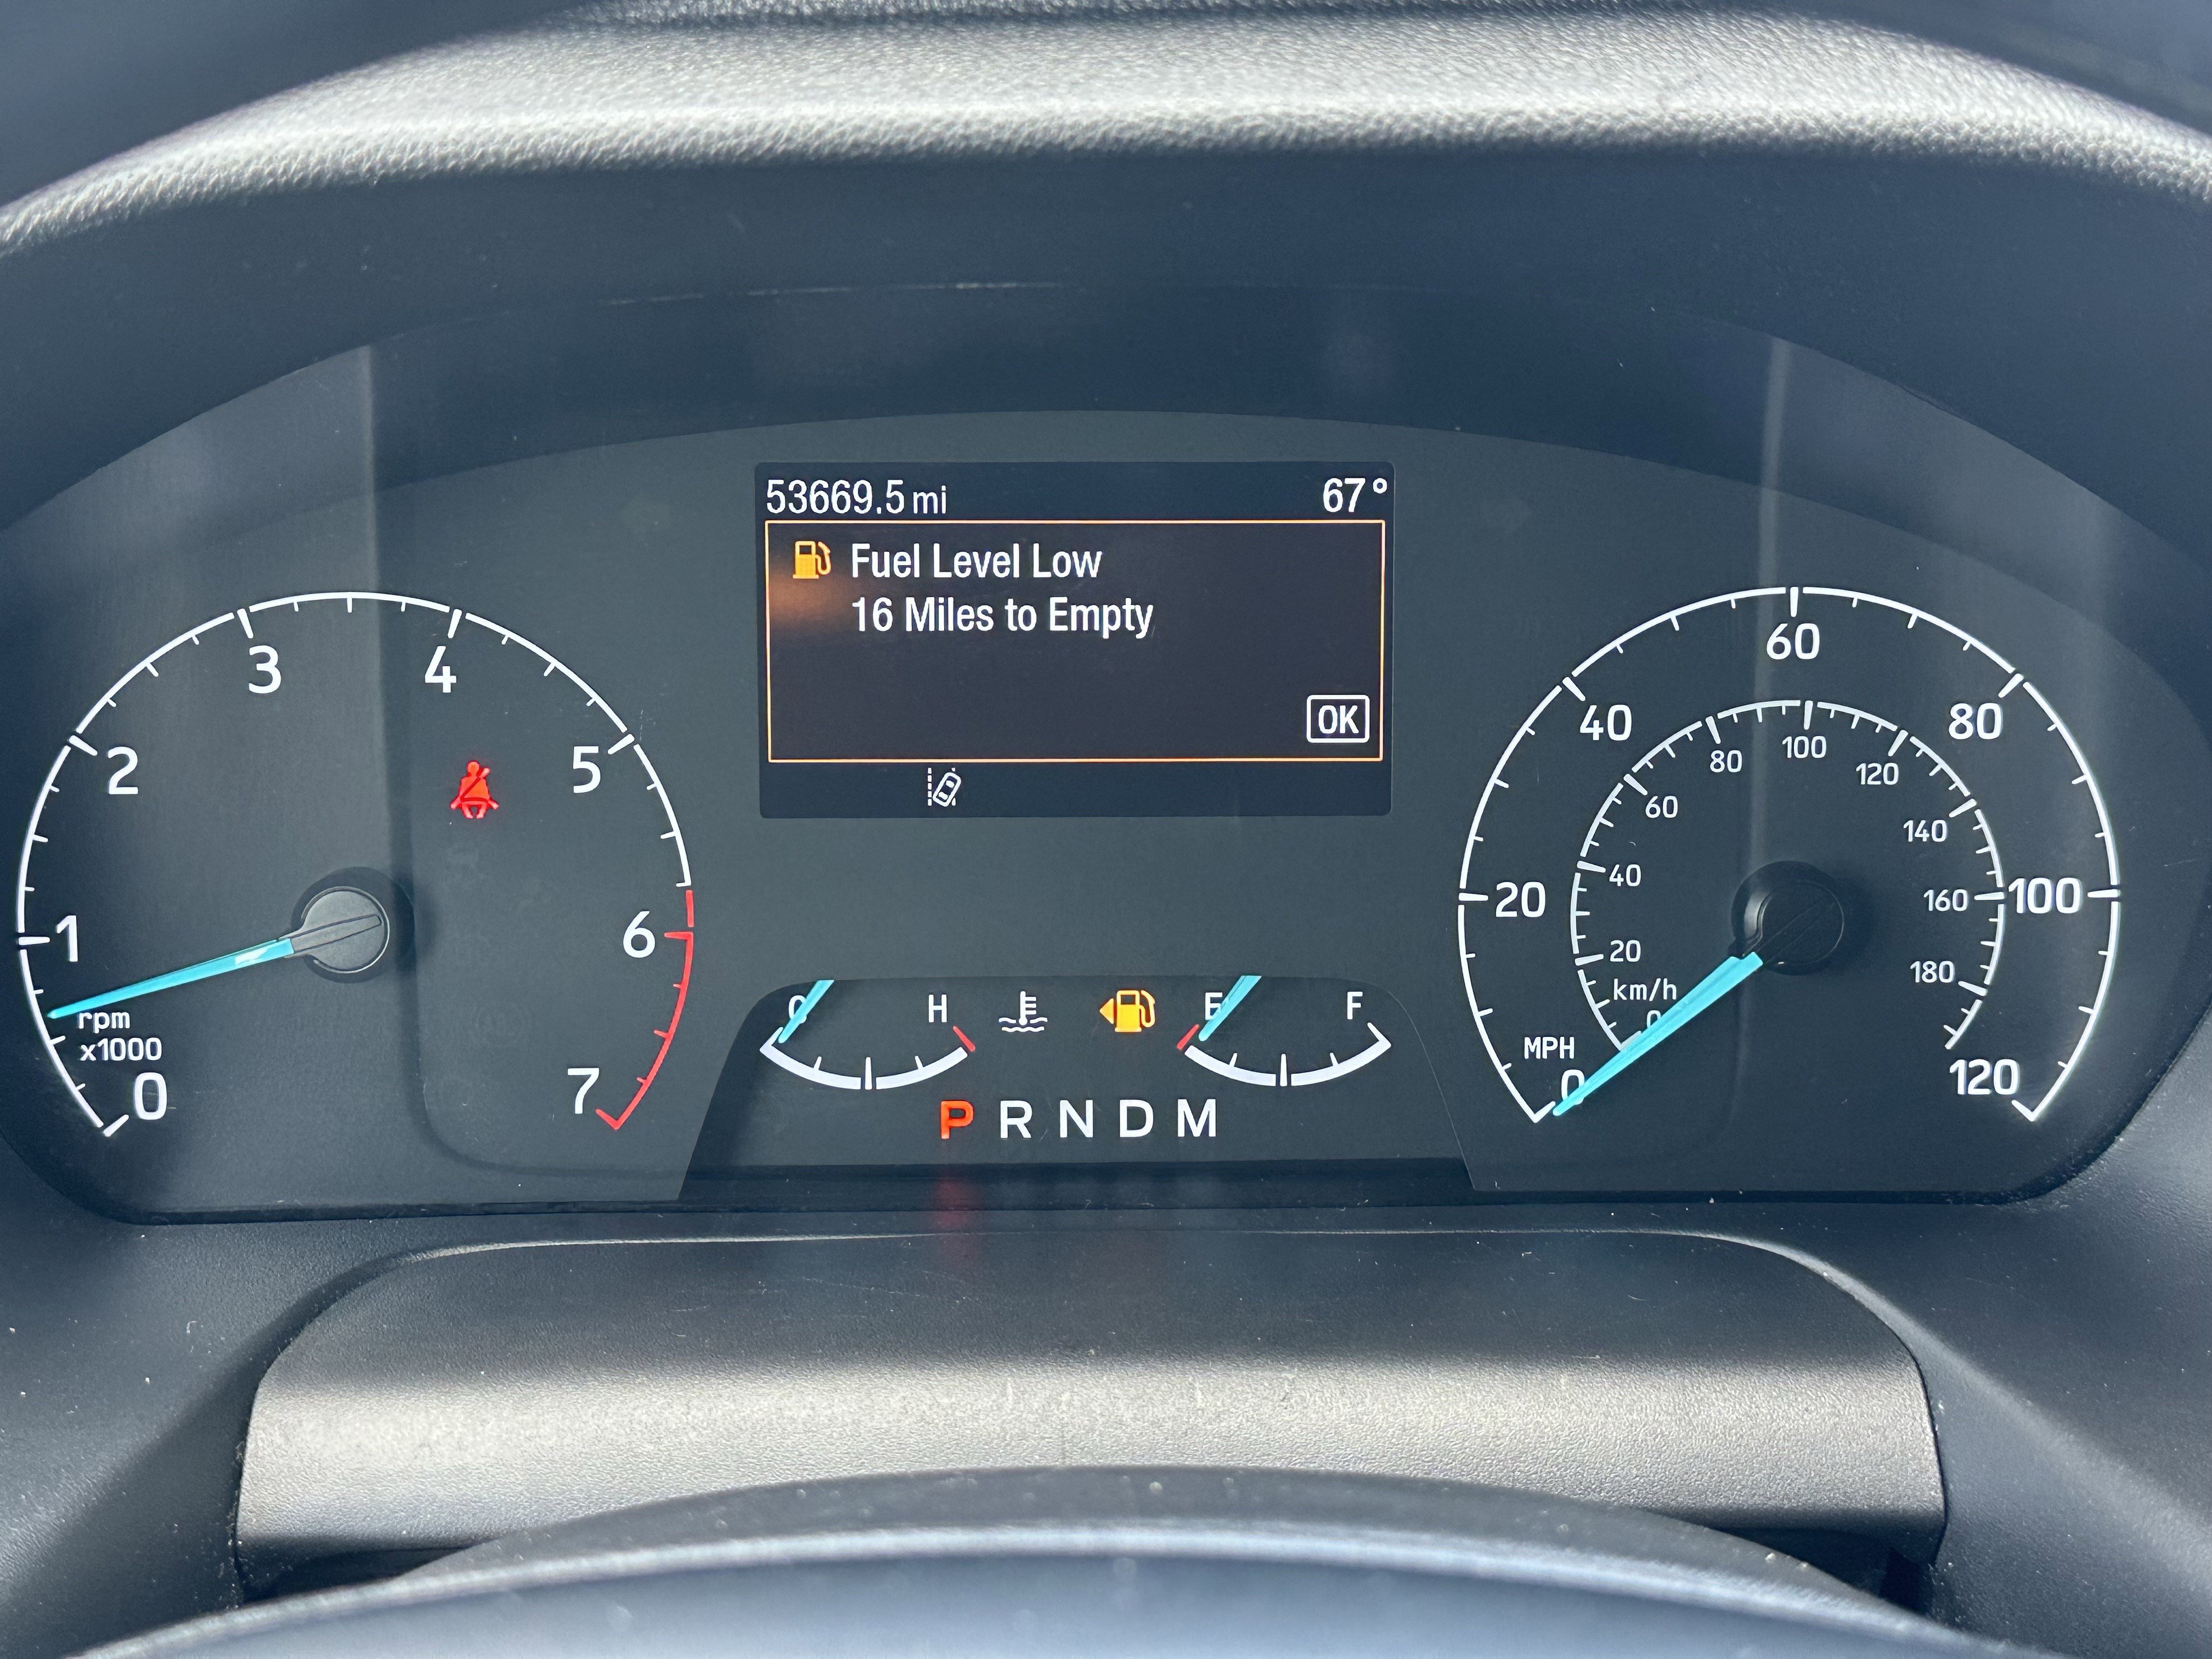 53669.5 mi 67°
Fuel Level Low
16 Miles to Empty
OK
0
1
2
3
4
5
6
7
rpm
x1000
C H
E F
P R N D M
MPH
0
20
40
60
80
100
120
km/h
0
20
40
60
80
100
120
140
160
180